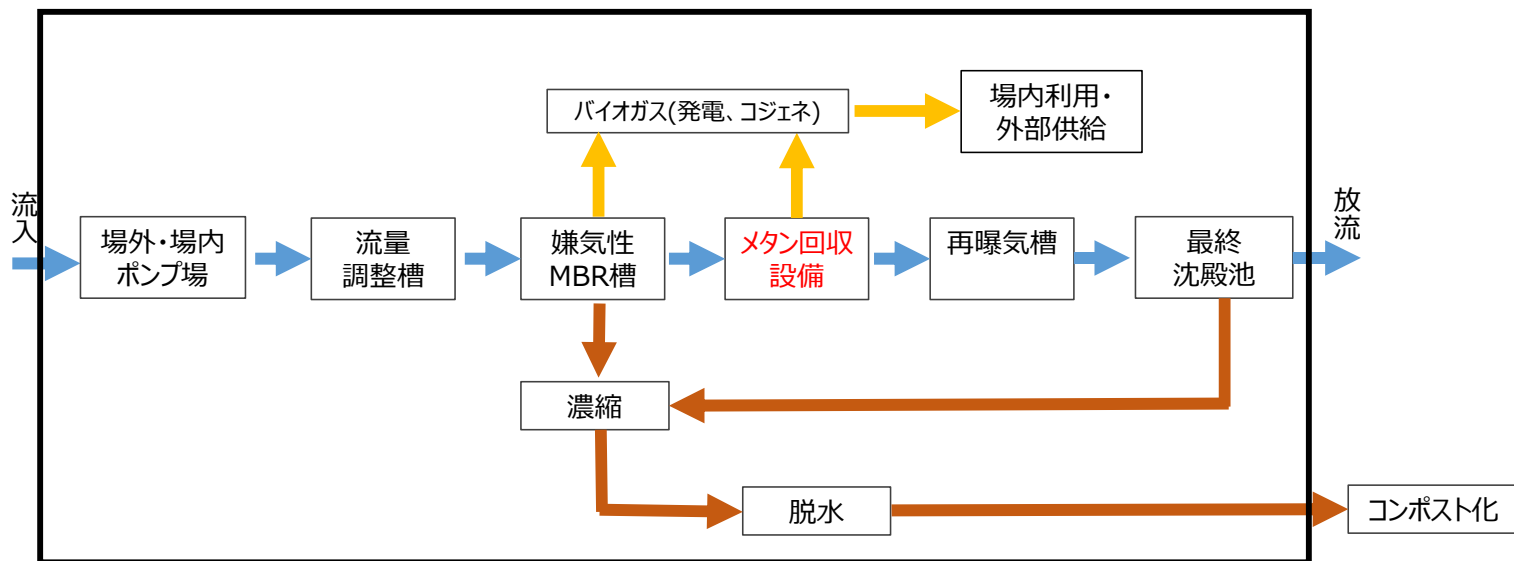 バイオガス(発電、コジェネ)
場内利用・
外部供給
流入
場外・場内
ポンプ場
流量
調整槽
嫌気性
MBR槽
メタン回収
設備
再曝気槽
最終
沈殿池
放流
濃縮
脱水
コンポスト化